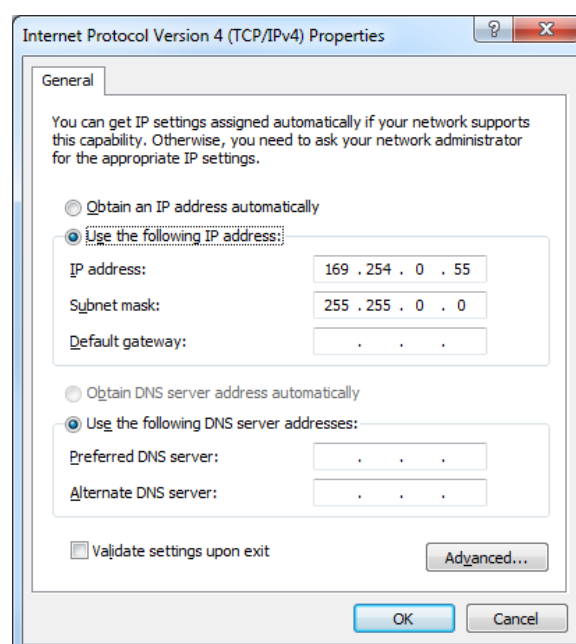 Internet Protocol Version 4 (TCP/IPv4) Properties
?
X
General
You can get IP settings assigned automatically if your network supports
this capability. Otherwise, you need to ask your network administrator
for the appropriate IP settings.
Obtain an IP address automatically
Use the following IP address:
IP address: 169 . 254 . 0 . 55
Subnet mask: 255 . 255 . 0 . 0
Default gateway: . . .
Obtain DNS server address automatically
Use the following DNS server addresses:
Preferred DNS server: . . .
Alternate DNS server: . . .
Validate settings upon exit
Advanced...
OK
Cancel